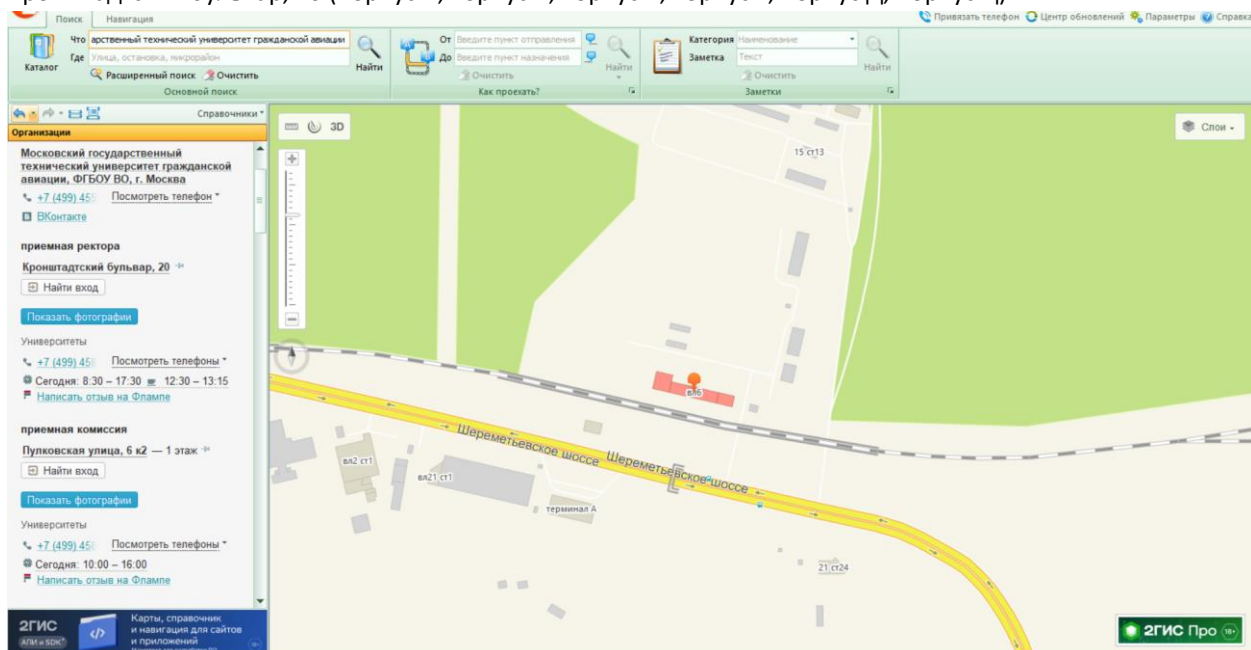 Поиск
Навигация
Привязать телефон
Центр обновлений
Параметры
Справка
Каталог
Что арственный технический университет гражданской авиации
Где Улица, остановка, микрорайон
Расширенный поиск
Очистить
Найти
Основной поиск
От Введите пункт отправления
До Введите пункт назначения
Очистить
Найти
Как проехать?
Категория Наименование
Заметка Текст
Очистить
Найти
Заметки
Справочники
Организации
Московский государственный
технический университет гражданской
авиации, ФГБОУ ВО, г. Москва
+7 (499) 45
Посмотреть телефон
ВКонтакте
приемная ректора
Кронштадтский бульвар, 20
Найти вход
Показать фотографии
Университеты
+7 (499) 45
Посмотреть телефоны
Сегодня: 8:30 – 17:30 12:30 – 13:15
Написать отзыв на Флампе
приемная комиссия
Пулковская улица, 6 к2 — 1 этаж
Найти вход
Показать фотографии
Университеты
+7 (499) 45
Посмотреть телефоны
Сегодня: 10:00 – 16:00
Написать отзыв на Флампе
2ГИС
АПИ и SDK
Карты, справочник
и навигация для сайтов
и приложений
3D
Слои
15 ст13
вл6
Шереметьевское шоссе
Шереметьевское шоссе
вл2 ст1
вл21 ст1
терминал А
21 ст24
2ГИС Про 18+